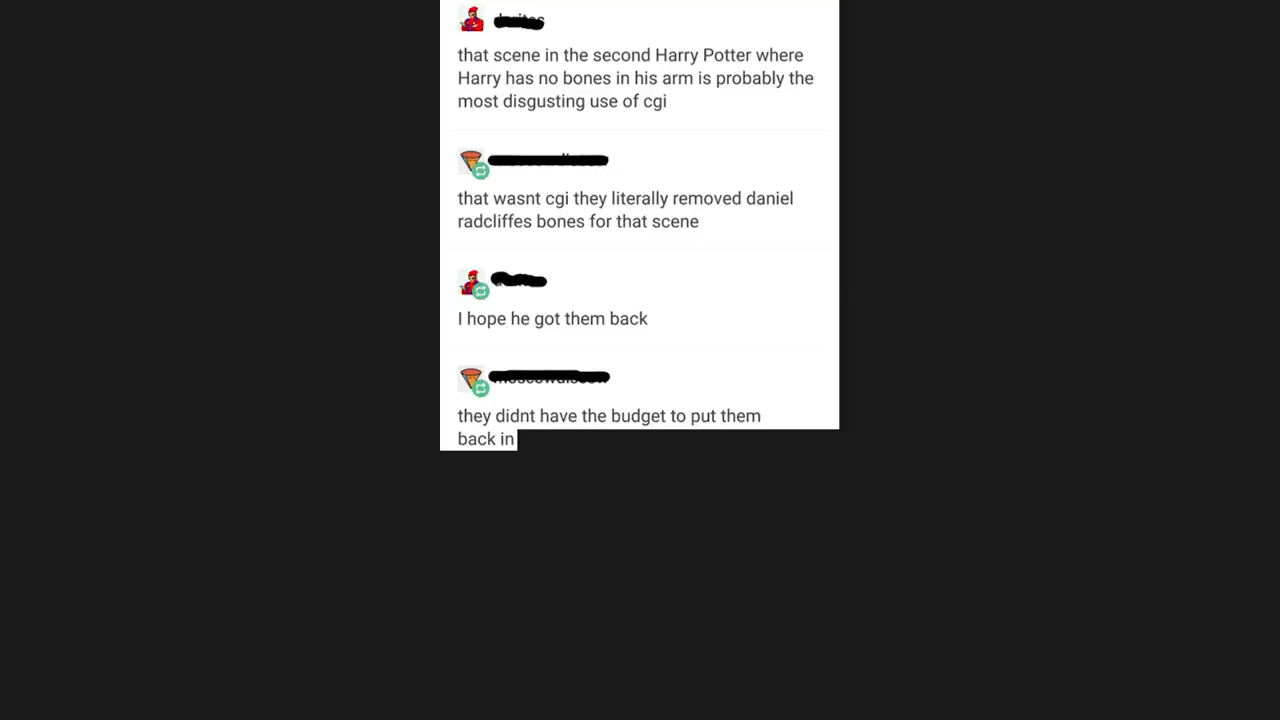 that scene in the second Harry Potter where
Harry has no bones in his arm is probably the
most disgusting use of cgi
that wasnt cgi they literally removed daniel
radcliffes bones for that scene
I hope he got them back
they didnt have the budget to put them
back in